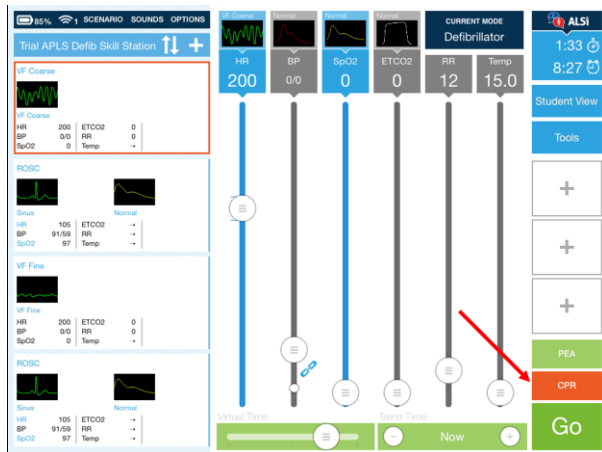 85% 1 SCENARIO SOUNDS OPTIONS
Trial APLS Defib Skill Station
VF Coarse
VF Coarse
HR 200 ETCO2 0
BP 0/0 RR 0
SpO2 0 Temp →
ROSC
Sinus Normal
HR 105 ETCO2 →
BP 91/59 RR →
SpO2 97 Temp →
VF Fine
VF Fine
HR 200 ETCO2 0
BP 0/0 RR 0
SpO2 0 Temp →
ROSC
Sinus Normal
HR 105 ETCO2 →
BP 91/59 RR →
SpO2 97 Temp →
VF Coarse Normal Normal Normal
HR BP SpO2 ETCO2 RR Temp
200 0/0 0 0 12 15.0
CURRENT MODE
Defibrillator
Virtual Time Trend Time
- Now +
ALSi
1:33
8:27
Student View
Tools
+
+
+
PEA
CPR
Go